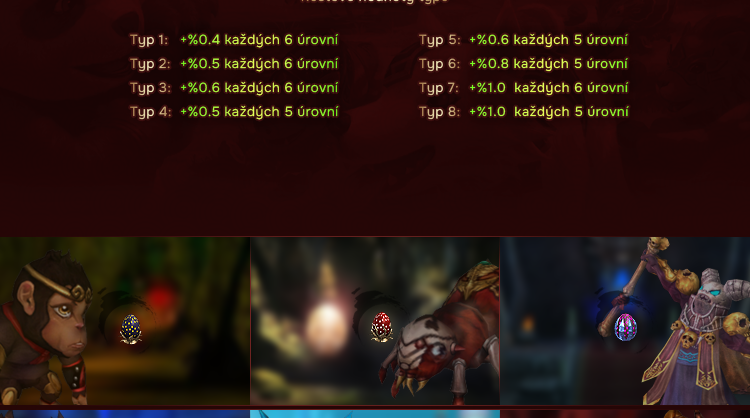 Typ 1: +%0.4 každých 6 úrovní
Typ 2: +%0.5 každých 6 úrovní
Typ 3: +%0.6 každých 6 úrovní
Typ 4: +%0.5 každých 5 úrovní
Typ 5: +%0.6 každých 5 úrovní
Typ 6: +%0.8 každých 5 úrovní
Typ 7: +%1.0 každých 6 úrovní
Typ 8: +%1.0 každých 5 úrovní